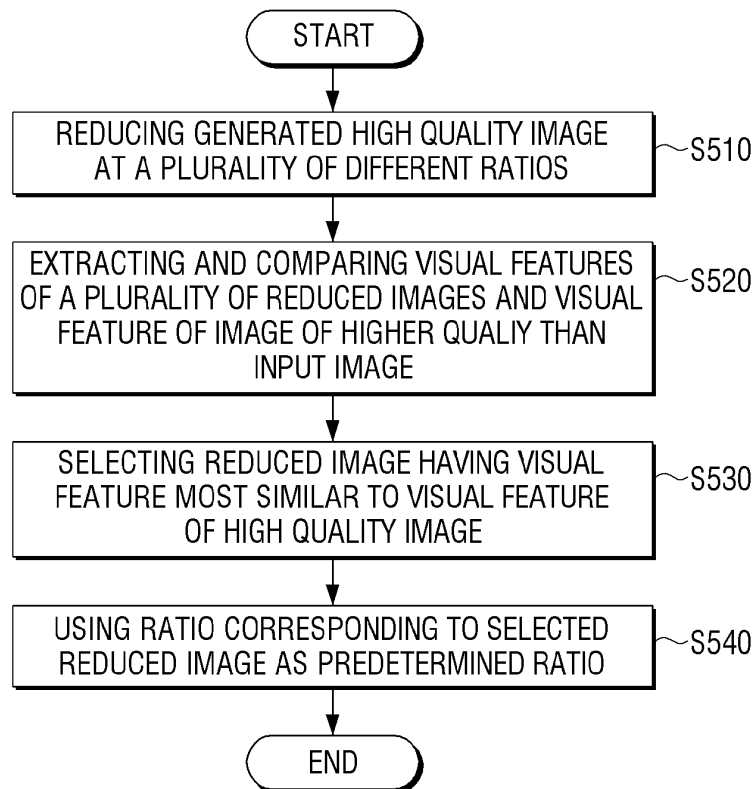 START
REDUCING GENERATED HIGH QUALITY IMAGE
AT A PLURALITY OF DIFFERENT RATIOS
S510
EXTRACTING AND COMPARING VISUAL FEATURES
OF A PLURALITY OF REDUCED IMAGES AND VISUAL
FEATURE OF IMAGE OF HIGHER QUALIY THAN
INPUT IMAGE
S520
SELECTING REDUCED IMAGE HAVING VISUAL
FEATURE MOST SIMILAR TO VISUAL FEATURE
OF HIGH QUALITY IMAGE
S530
USING RATIO CORRESPONDING TO SELECTED
REDUCED IMAGE AS PREDETERMINED RATIO
S540
END